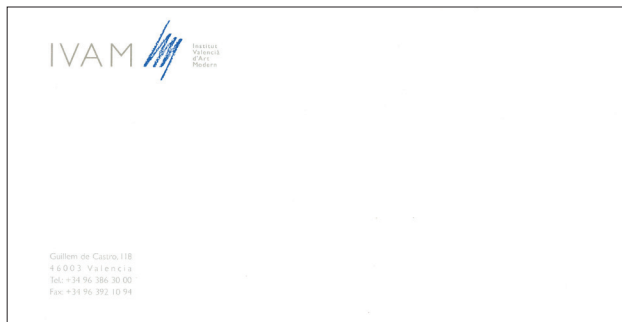 IVAM
Institut
Valencià
d'Art
Modern
Guillem de Castro, 118
46003 Valencia
Tel.: +34 96 386 30 00
Fax: +34 96 392 10 94